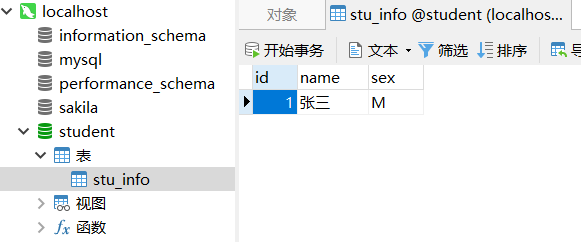 localhost
information_schema
mysql
performance_schema
sakila
student
表
stu_info
视图
fx 函数
对象
stu_info @student (localhos...
开始事务 文本 筛选 排序
id name sex
1 张三 M